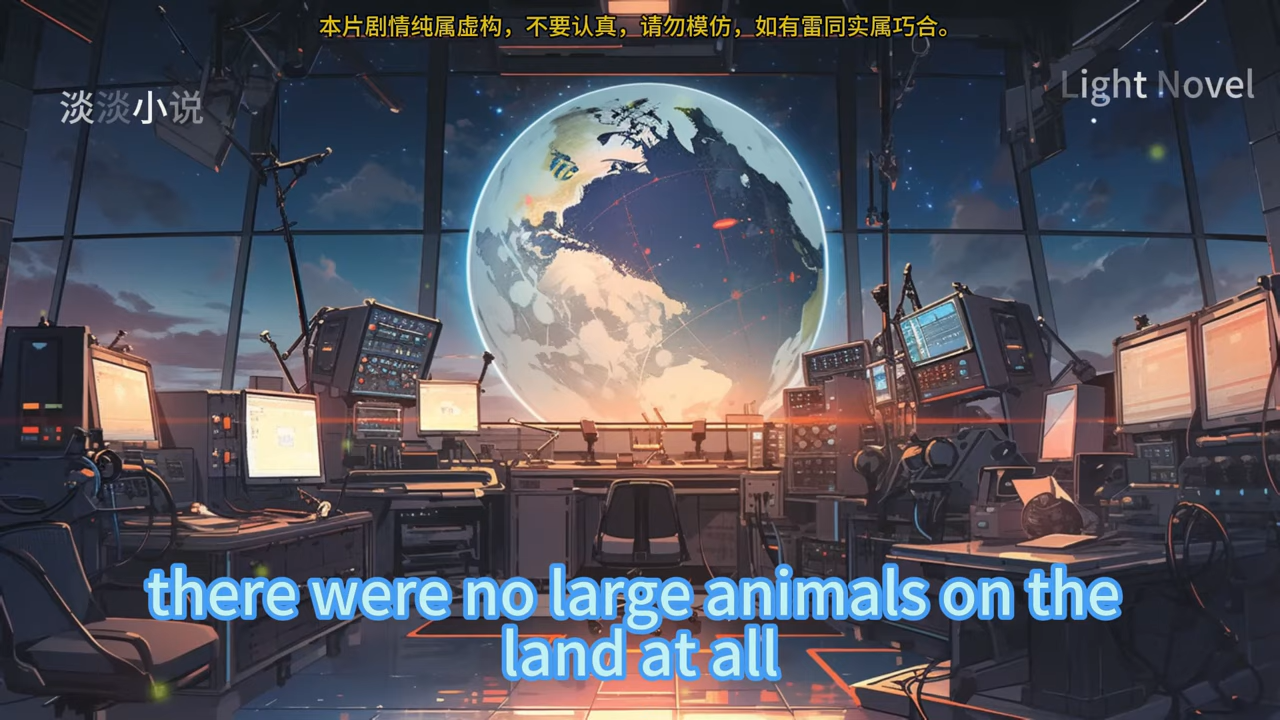 本片剧情纯属虚构，不要认真，请勿模仿，如有雷同实属巧合。
淡淡小说
Light Novel
there were no large animals on the
land at all